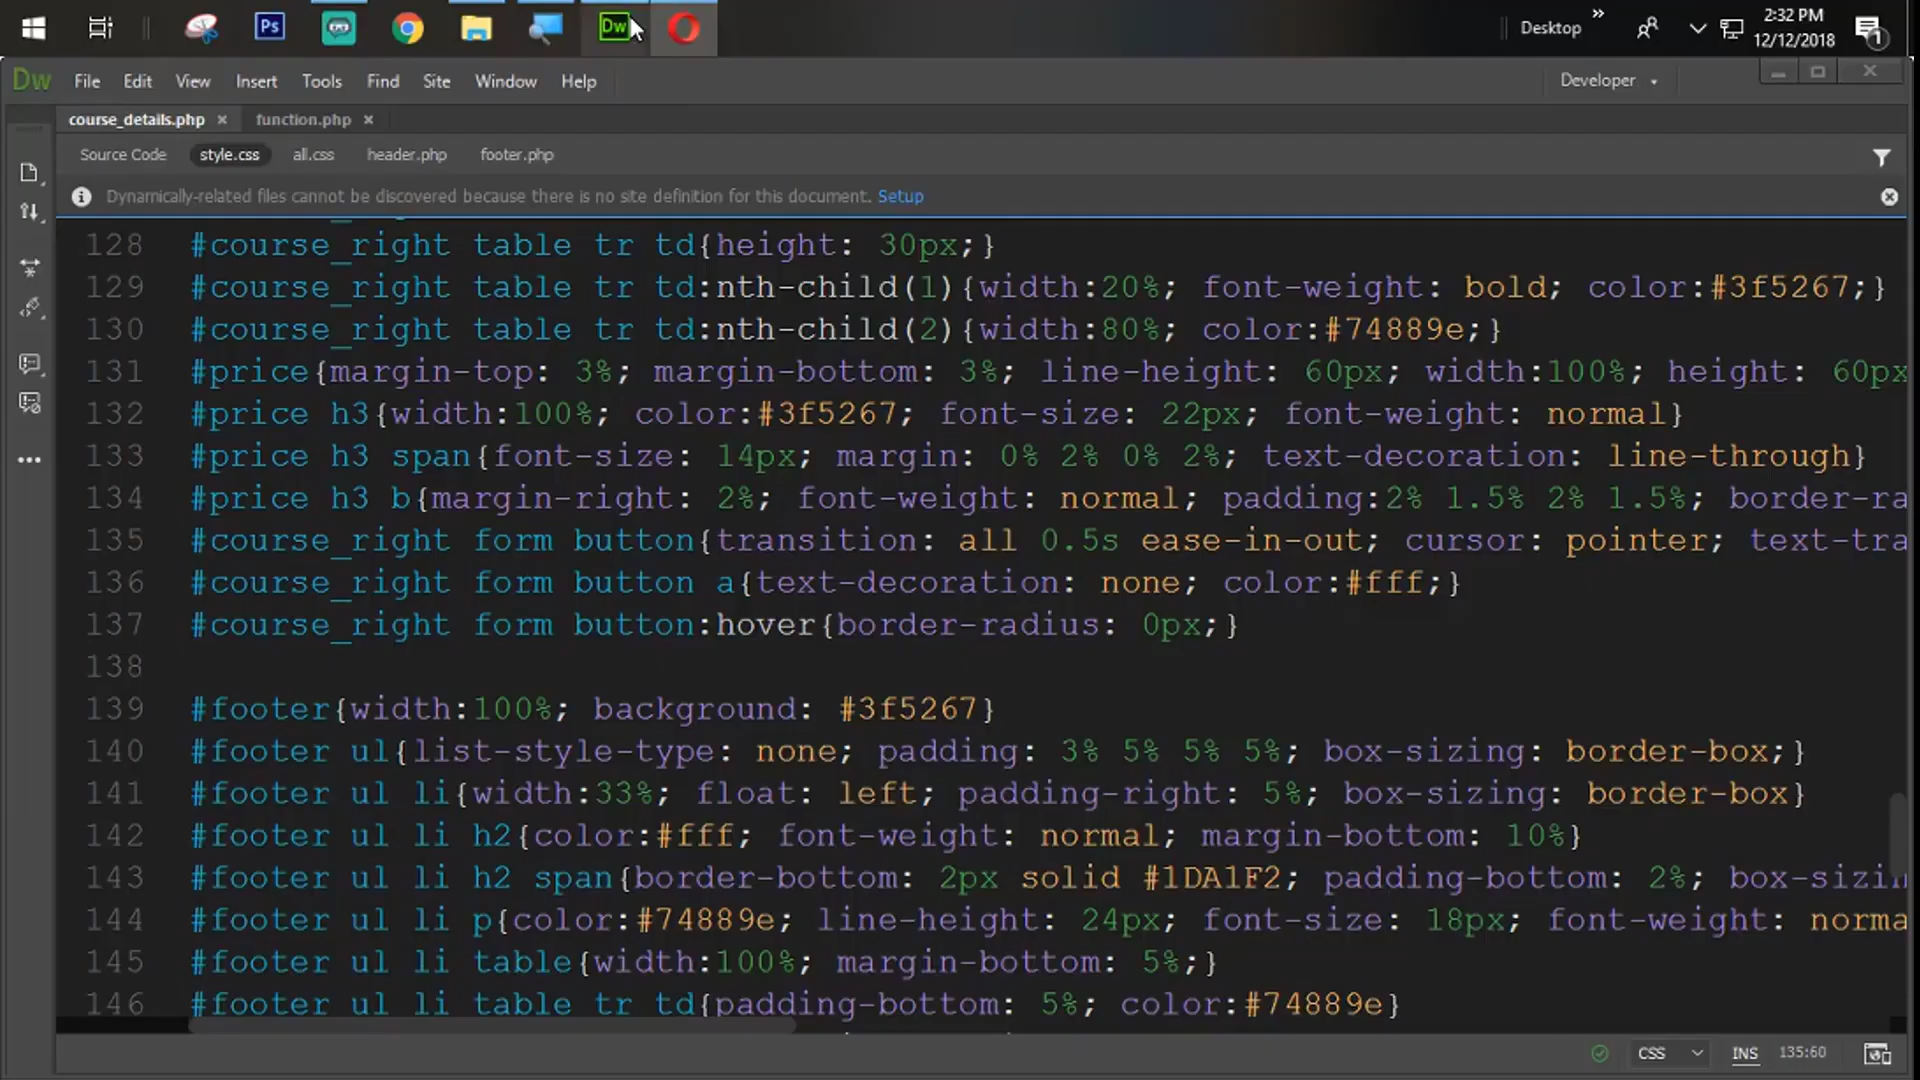 Ps
Dw
Desktop
2:32 PM
12/12/2018
1
Dw File Edit View Insert Tools Find Site Window Help Developer
course_details.php function.php
Source Code style.css all.css header.php footer.php
Dynamically-related files cannot be discovered because there is no site definition for this document. Setup
128 #course_right table tr td{height: 30px;}
129 #course_right table tr td:nth-child(1){width:20%; font-weight: bold; color:#3f5267;}
130 #course_right table tr td:nth-child(2){width:80%; color:#74889e;}
131 #price{margin-top: 3%; margin-bottom: 3%; line-height: 60px; width:100%; height: 60px
132 #price h3{width:100%; color:#3f5267; font-size: 22px; font-weight: normal}
133 #price h3 span{font-size: 14px; margin: 0% 2% 0% 2%; text-decoration: line-through}
134 #price h3 b{margin-right: 2%; font-weight: normal; padding:2% 1.5% 2% 1.5%; border-ra
135 #course_right form button{transition: all 0.5s ease-in-out; cursor: pointer; text-tra
136 #course_right form button a{text-decoration: none; color:#fff;}
137 #course_right form button:hover{border-radius: 0px;}
138
139 #footer{width:100%; background: #3f5267}
140 #footer ul{list-style-type: none; padding: 3% 5% 5% 5%; box-sizing: border-box;}
141 #footer ul li{width:33%; float: left; padding-right: 5%; box-sizing: border-box}
142 #footer ul li h2{color:#fff; font-weight: normal; margin-bottom: 10%}
143 #footer ul li h2 span{border-bottom: 2px solid #1DA1F2; padding-bottom: 2%; box-sizin
144 #footer ul li p{color:#74889e; line-height: 24px; font-size: 18px; font-weight: norma
145 #footer ul li table{width:100%; margin-bottom: 5%;}
146 #footer ul li table tr td{padding-bottom: 5%; color:#74889e}
CSS INS 135:60